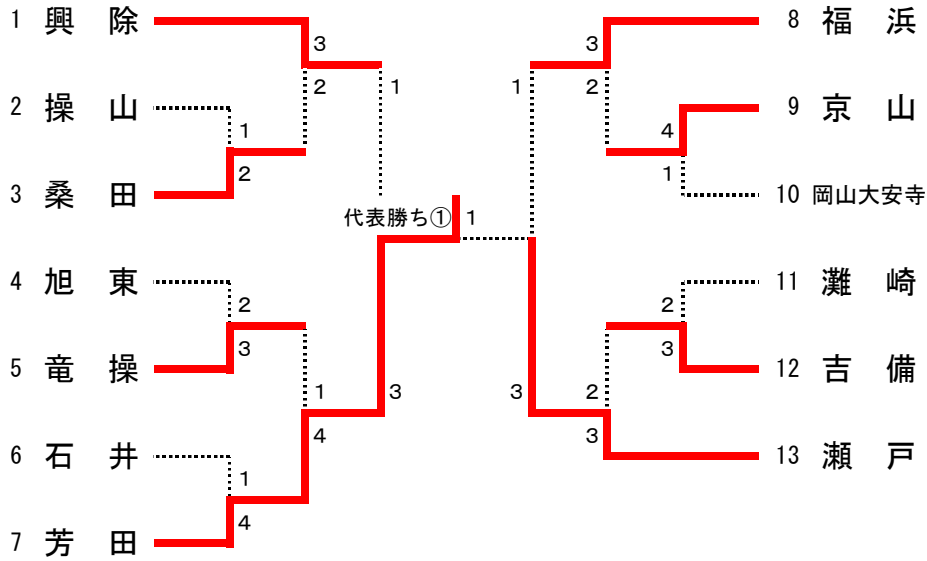 1 興 除
2 操 山
3 桑 田
4 旭 東
5 竜 操
6 石 井
7 芳 田
3
2
1
1
2
2
3
1
4
1
4
3
代表勝ち① 1
8 福 浜
9 京 山
10 岡山大安寺
11 灘 崎
12 吉 備
13 瀬 戸
3
1
2
4
1
2
3
3
2
3